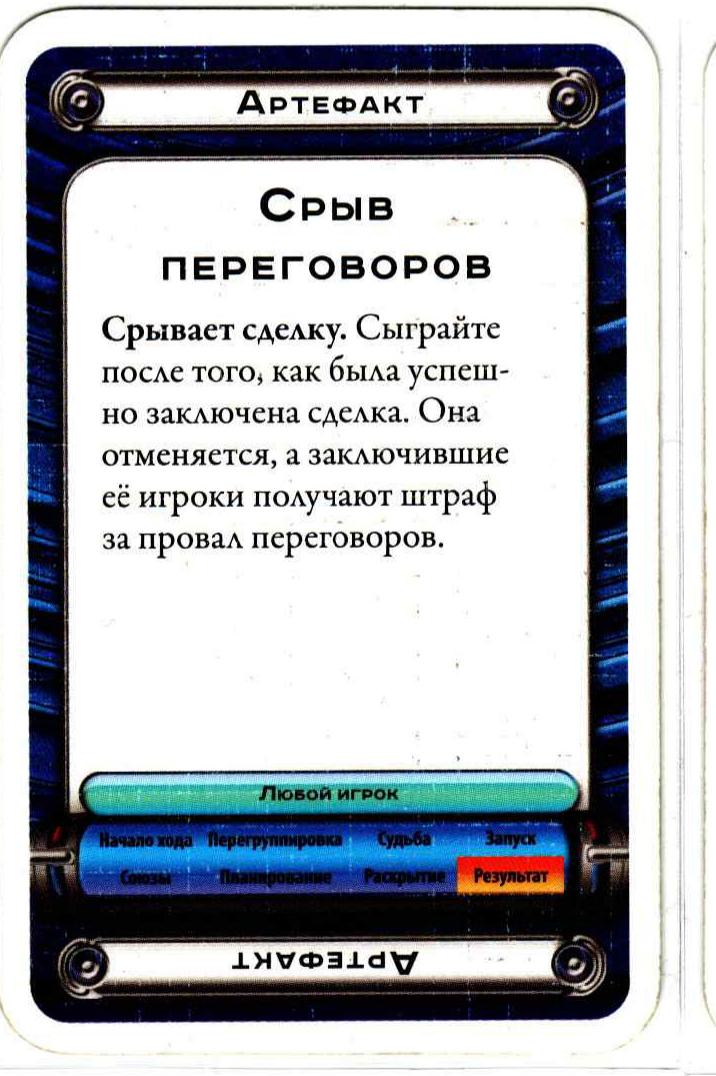 Артефакт
Срыв
переговоров
Срывает сделку. Сыграйте
после того, как была успеш-
но заключена сделка. Она
отменяется, а заключившие
её игроки получают штраф
за провал переговоров.
Любой игрок
Начало хода Перегруппировка Судьба Запуск
Союзы Планирование Раскрытие Результат
Артефакт